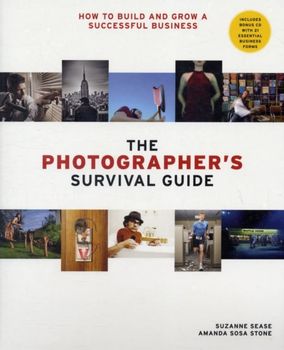 HOW TO BUILD AND GROW A
SUCCESSFUL BUSINESS
INCLUDES
BONUS CD
WITH 21
ESSENTIAL
BUSINESS
FORMS
THE
PHOTOGRAPHER'S
SURVIVAL GUIDE
SUZANNE SEASE
AMANDA SOSA STONE